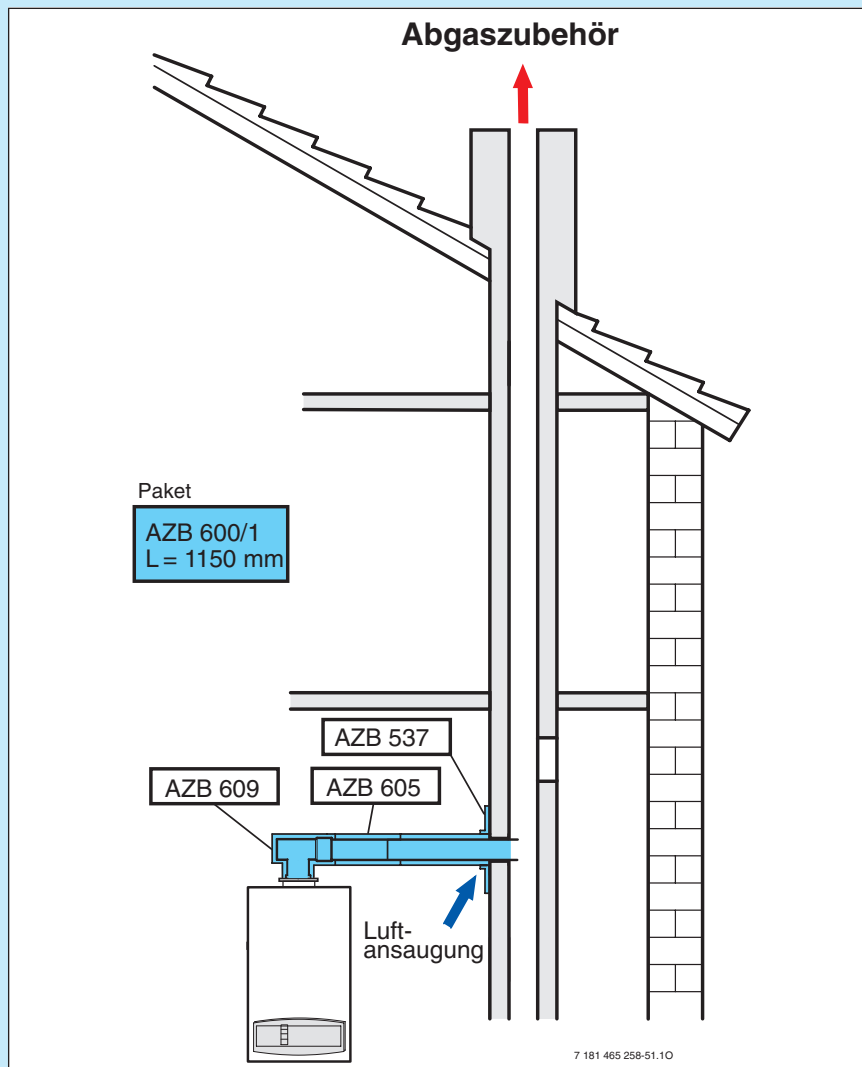 Abgaszubehör
Paket
AZB 600/1
L = 1150 mm
AZB 537
AZB 609
AZB 605
Luft-
ansaugung
7 181 465 258-51.1O